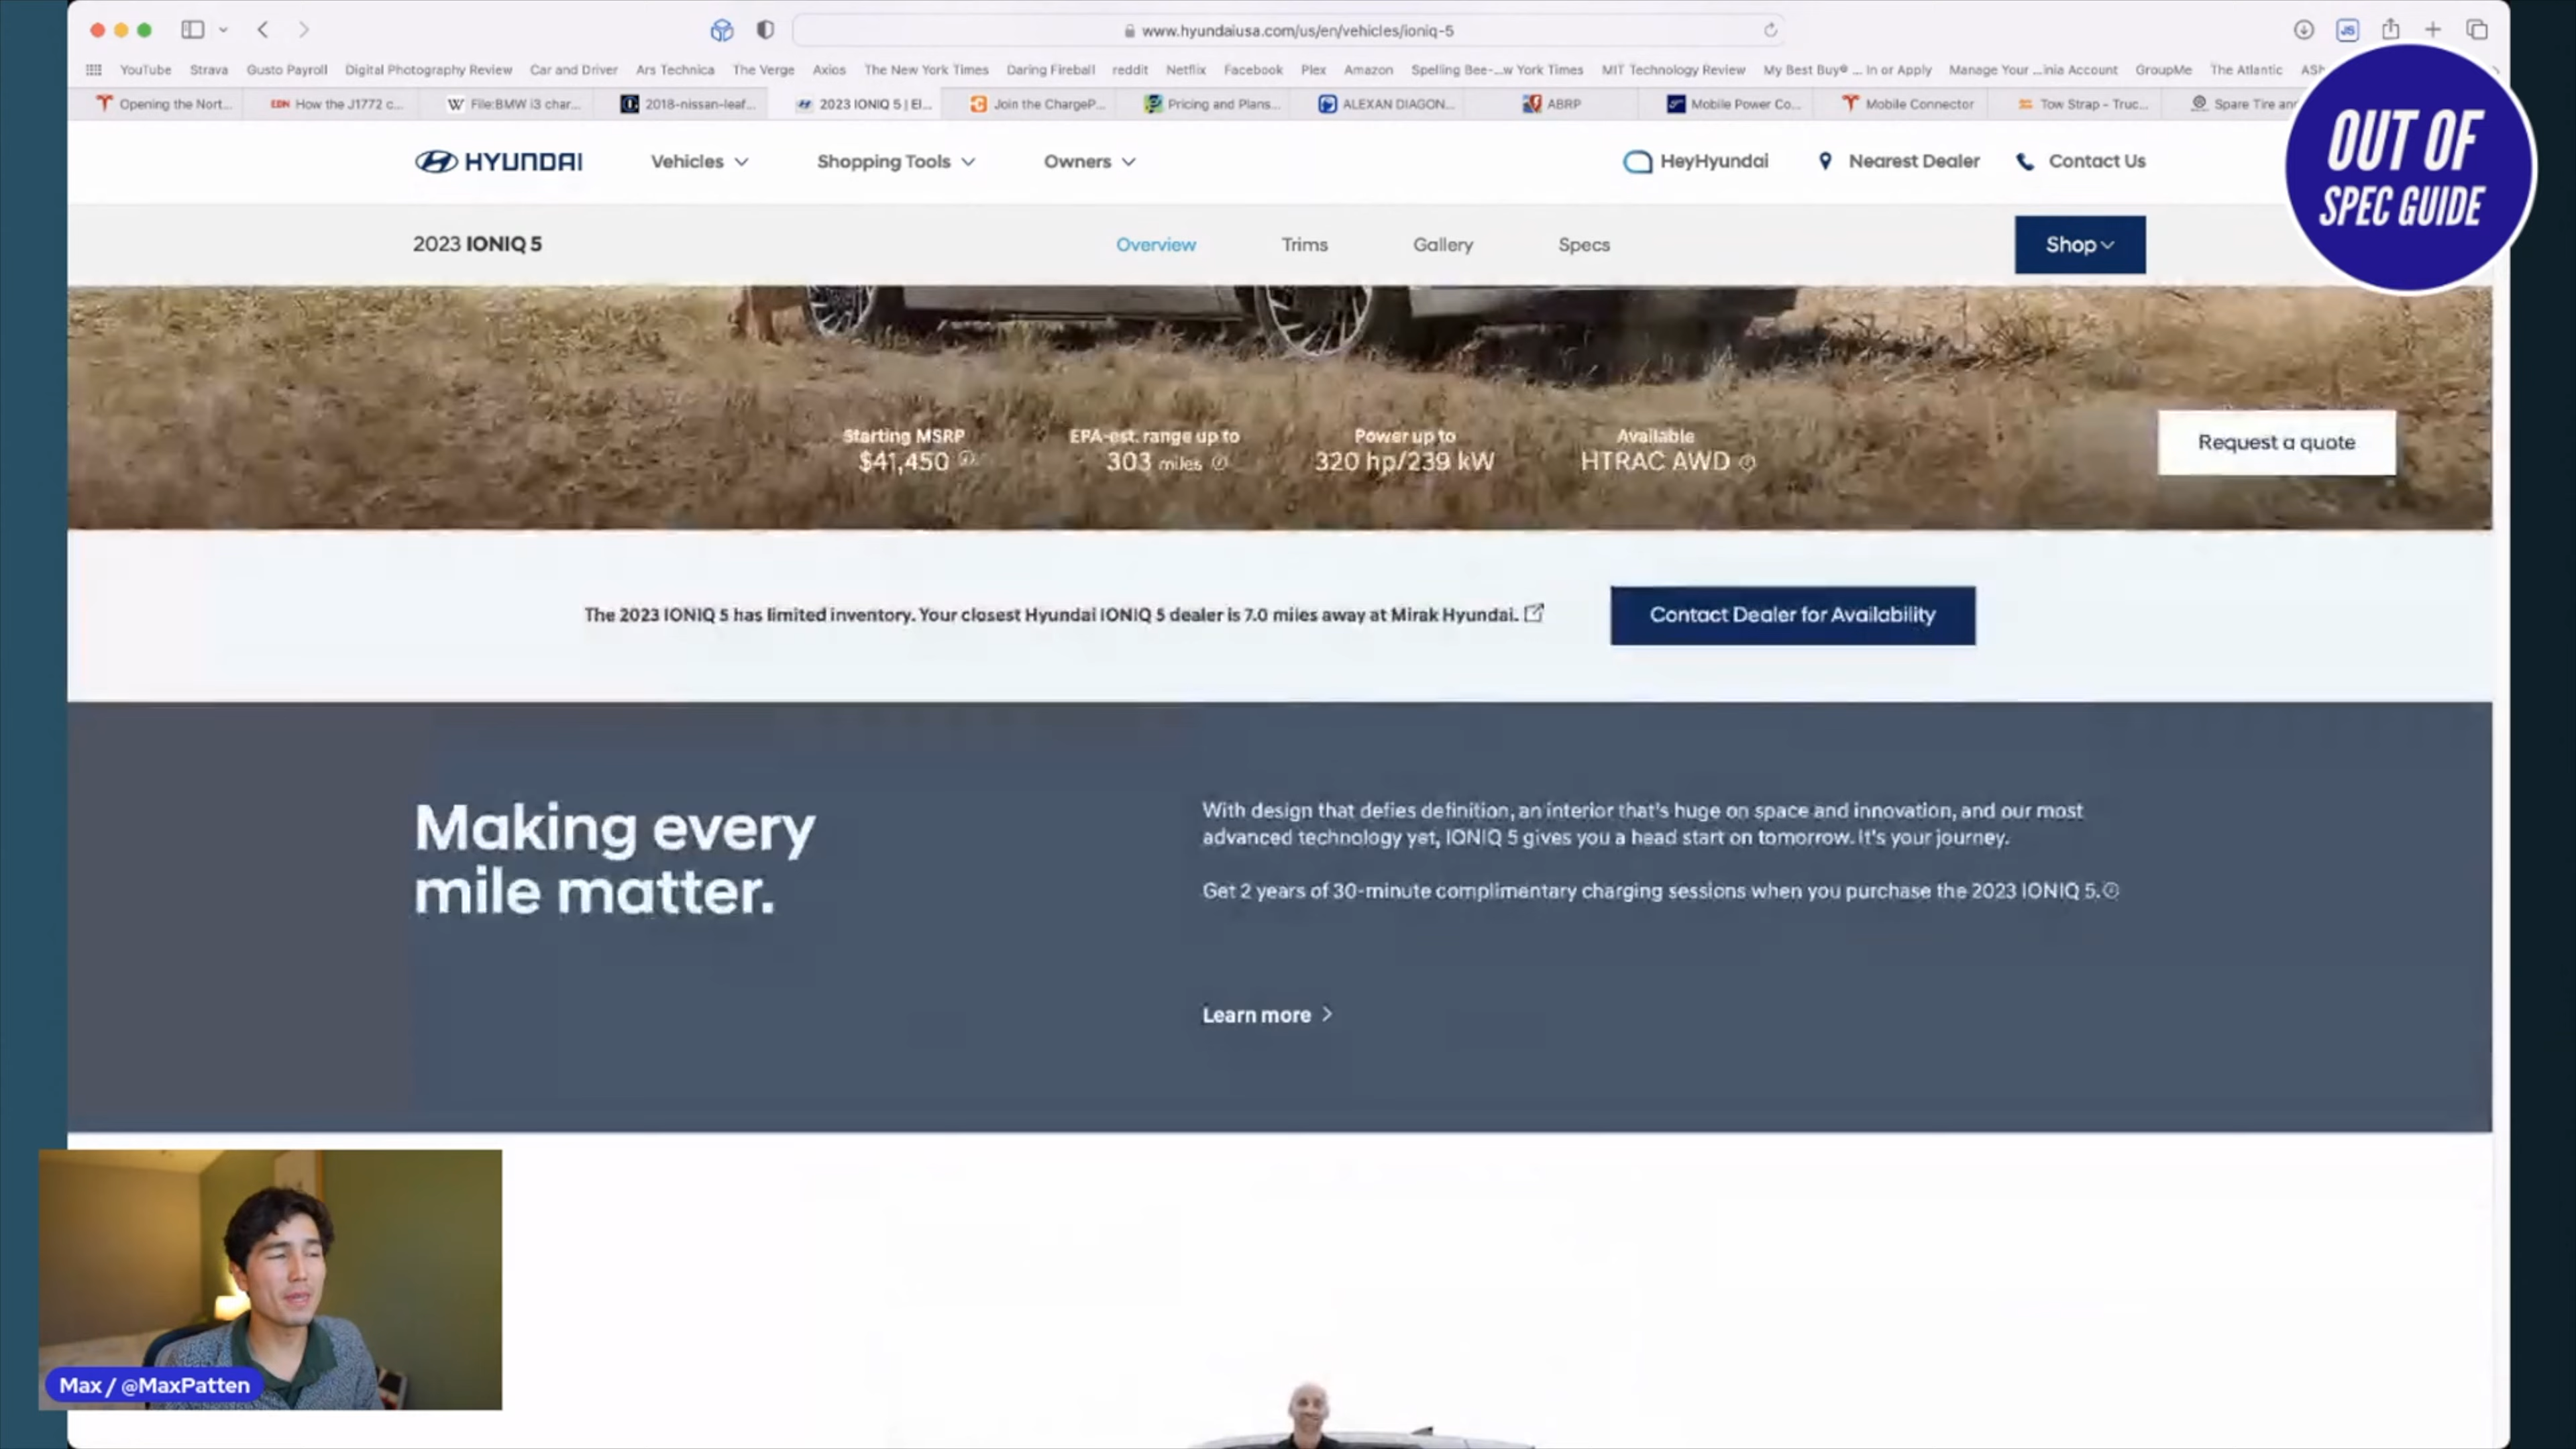 www.hyundaiusa.com/us/en/vehicles/ioniq-5
YouTube Strava Gusto Payroll Digital Photography Review Car and Driver Ars Technica The Verge Axios The New York Times Daring Fireball reddit Netflix Facebook Plex Amazon Spelling Bee-...w York Times MIT Technology Review My Best Buy® ... In or Apply Manage Your ...inia Account GroupMe The Atlantic
Opening the Nort... EDN How the J1772 c... W File:BMW i3 char... 2018-nissan-leaf... 2023 IONIQ 5 | El... Join the ChargeP... Pricing and Plans... ALEXAN DIAGON... ABRP Mobile Power Co... Mobile Connector Tow Strap - Truc... Spare Tire an
OUT OF
SPEC GUIDE
HYUNDAI Vehicles Shopping Tools Owners HeyHyundai Nearest Dealer Contact Us
2023 IONIQ 5 Overview Trims Gallery Specs Shop
Starting MSRP EPA-est. range up to Power up to Available
$41,450 303 miles 320 hp/239 kW HTRAC AWD
Request a quote
The 2023 IONIQ 5 has limited inventory. Your closest Hyundai IONIQ 5 dealer is 7.0 miles away at Mirak Hyundai.
Contact Dealer for Availability
Making every
mile matter.
With design that defies definition, an interior that's huge on space and innovation, and our most
advanced technology yet, IONIQ 5 gives you a head start on tomorrow. It's your journey.
Get 2 years of 30-minute complimentary charging sessions when you purchase the 2023 IONIQ 5.
Learn more
Max / @MaxPatten